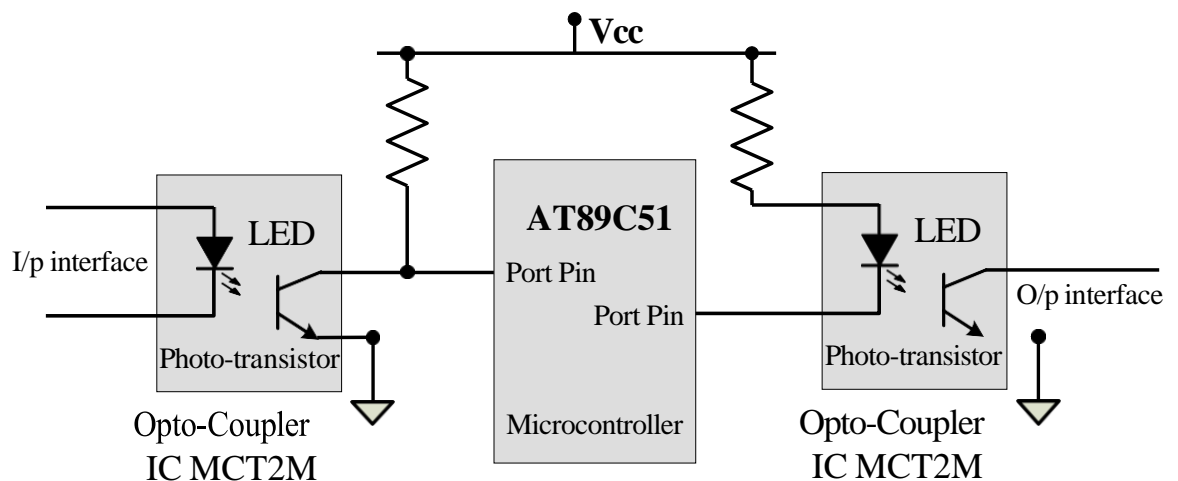 Vcc
AT89C51
LED
LED
I/p interface
Port Pin
O/p interface
Port Pin
Photo-transistor
Photo-transistor
Microcontroller
Opto-Coupler
IC MCT2M
Opto-Coupler
IC MCT2M